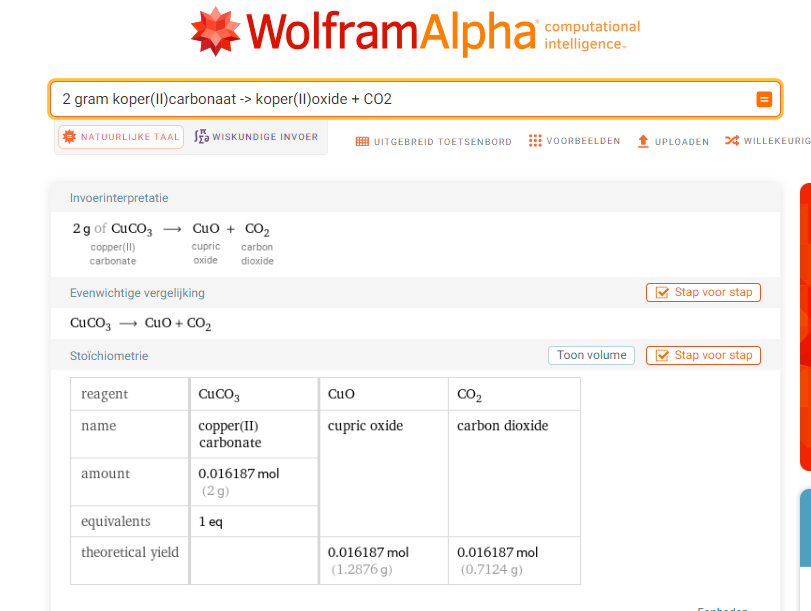 WolframAlpha computational intelligence™
2 gram koper(II)carbonaat -> koper(II)oxide + CO2
NATUURLIJKE TAAL WISKUNDIGE INVOER UITGEBREID TOETSENBORD VOORBEELDEN UPLOADEN WILLEKEURIG
Invoerinterpretatie
2 g of CuCO₃ ⟶ CuO + CO₂
copper(II) carbonate cupric oxide carbon dioxide
Evenwichtige vergelijking Stap voor stap
CuCO₃ ⟶ CuO + CO₂
Stoïchiometrie Toon volume Stap voor stap
reagent CuCO₃ CuO CO₂
name copper(II) carbonate cupric oxide carbon dioxide
amount 0.016187 mol (2 g)
equivalents 1 eq
theoretical yield 0.016187 mol (1.2876 g) 0.016187 mol (0.7124 g)